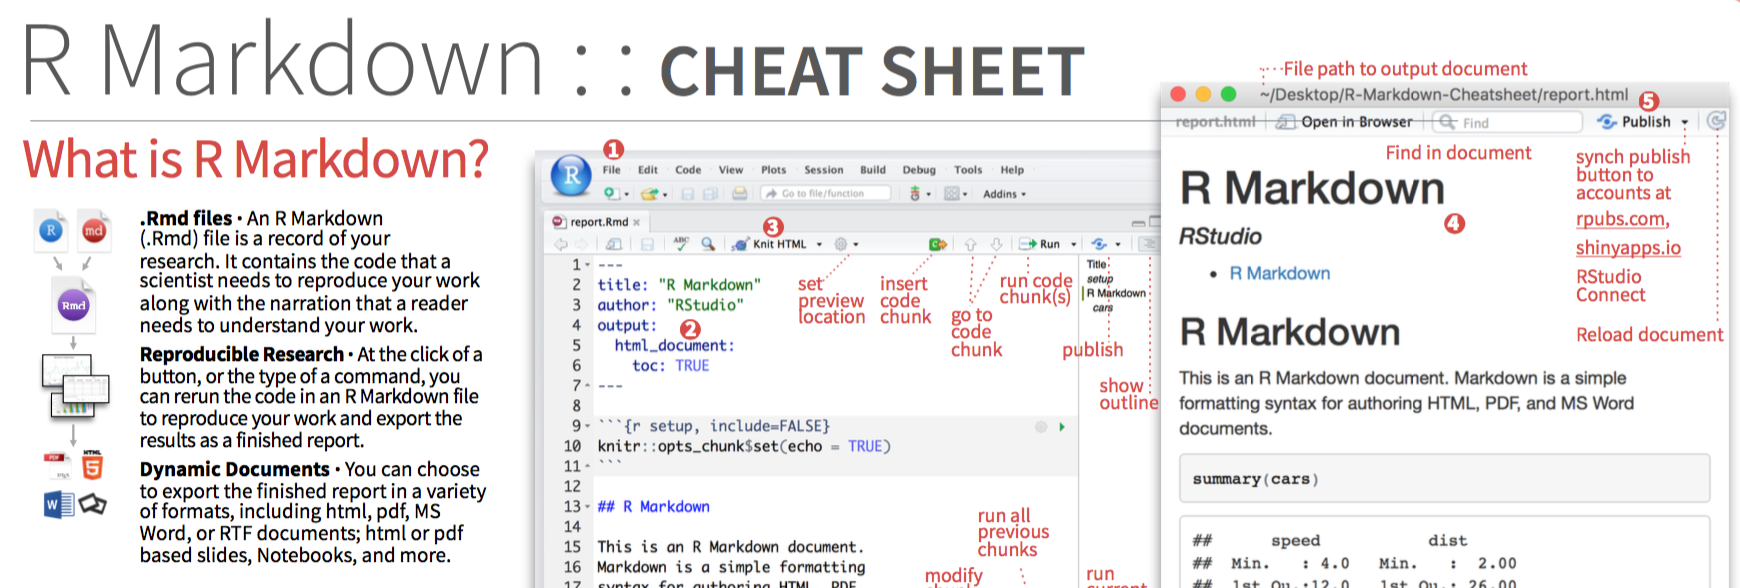 R Markdown : : CHEAT SHEET
What is R Markdown?
R
md
Rmd
PDF
HTML
5
W
.Rmd files • An R Markdown
(.Rmd) file is a record of your
research. It contains the code that a
scientist needs to reproduce your work
along with the narration that a reader
needs to understand your work.
Reproducible Research • At the click of a
button, or the type of a command, you
can rerun the code in an R Markdown file
to reproduce your work and export the
results as a finished report.
Dynamic Documents • You can choose
to export the finished report in a variety
of formats, including html, pdf, MS
Word, or RTF documents; html or pdf
based slides, Notebooks, and more.
1
R
File Edit Code View Plots Session Build Debug Tools Help
Go to file/function
Addins
report.Rmd
3
ABC
Knit HTML
Run
1 ---
2 title: "R Markdown"
3 author: "RStudio"
4 output:
2
5 html_document:
6 toc: TRUE
7 ---
8
9 ```{r setup, include=FALSE}
10 knitr::opts_chunk$set(echo = TRUE)
11 ```
12
13 ## R Markdown
14
15 This is an R Markdown document.
16 Markdown is a simple formatting
17 syntax for authoring HTML, PDF,
set
preview
location
insert
code
chunk
go to
code
chunk
run code
chunk(s)
publish
show
outline
Title
setup
R Markdown
cars
run all
previous
chunks
modify
run
current
File path to output document
~/Desktop/R-Markdown-Cheatsheet/report.html
5
report.html
Open in Browser
Find
Publish
Find in document
synch publish
button to
accounts at
rpubs.com,
shinyapps.io
RStudio
Connect
Reload document
R Markdown
4
RStudio
• R Markdown
R Markdown
This is an R Markdown document. Markdown is a simple
formatting syntax for authoring HTML, PDF, and MS Word
documents.
summary(cars)
## speed dist
## Min. : 4.0 Min. : 2.00
## 1st Qu.:12.0 1st Qu.: 26.00